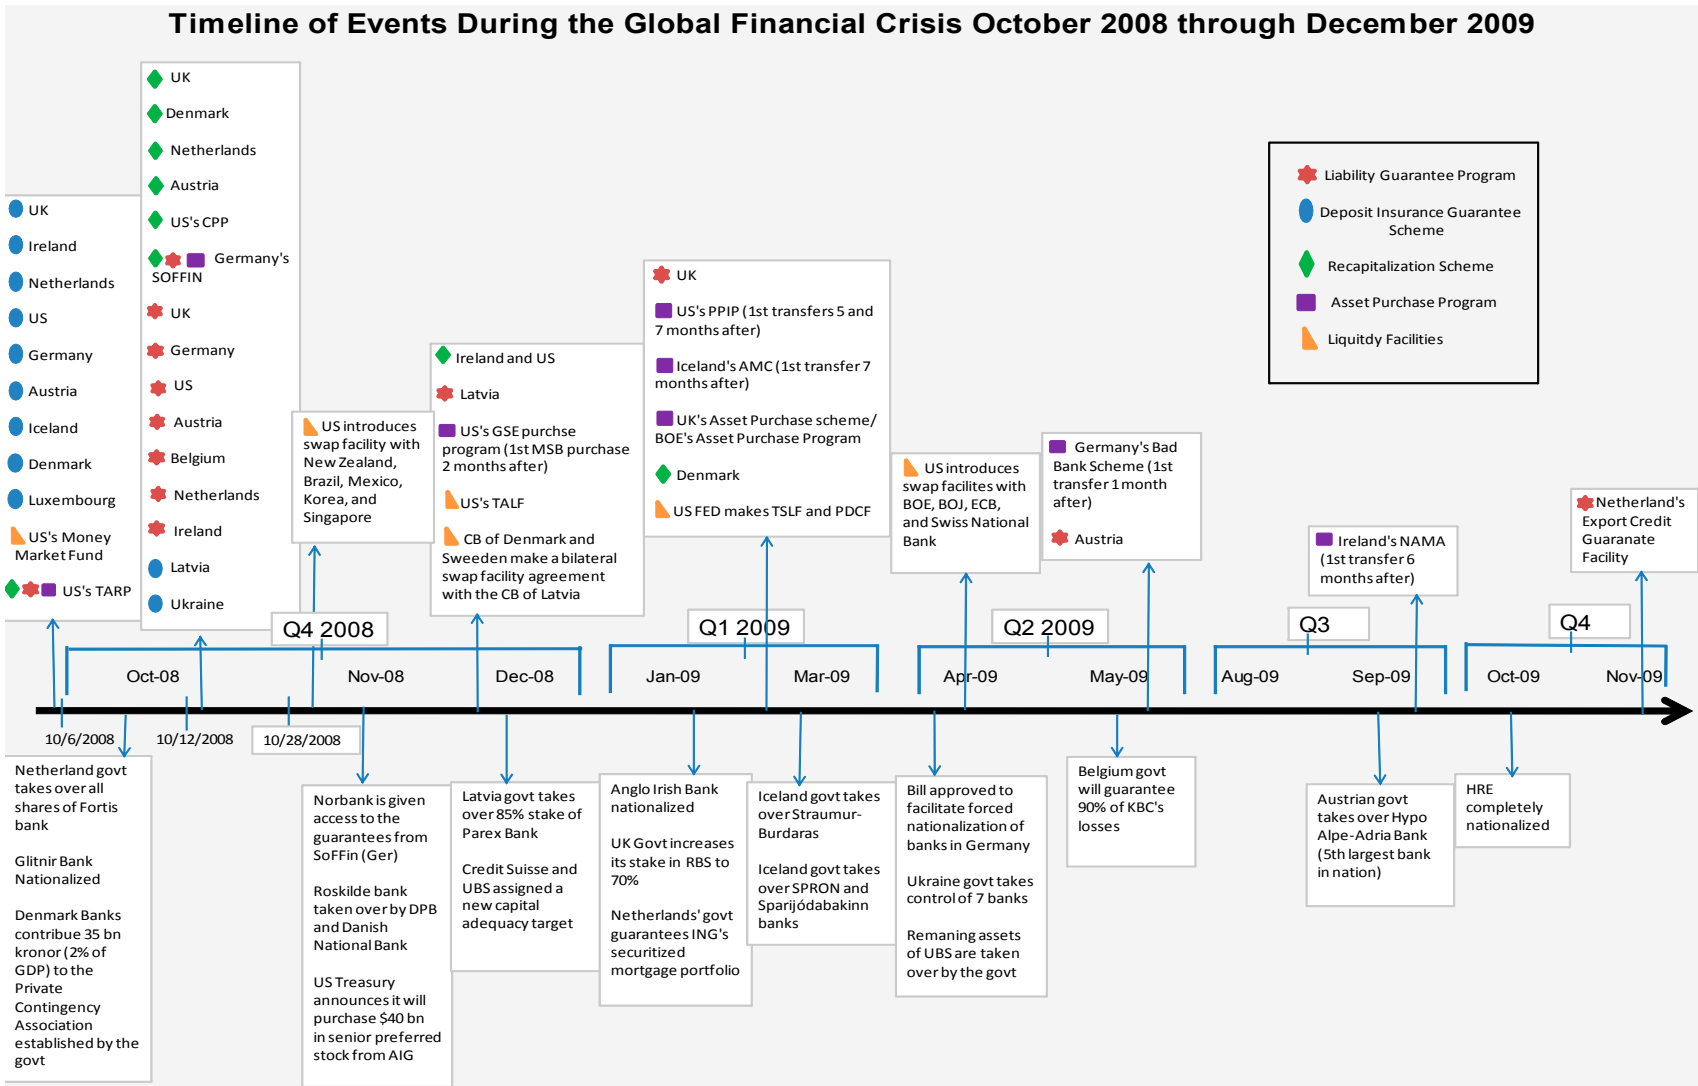 Timeline of Events During the Global Financial Crisis October 2008 through December 2009
UK
Ireland
Netherlands
US
Germany
Austria
Iceland
Denmark
Luxembourg
US's Money
Market Fund
US's TARP
UK
Denmark
Netherlands
Austria
US's CPP
Germany's
SOFFIN
UK
Germany
US
Austria
Belgium
Netherlands
Ireland
Latvia
Ukraine
US introduces
swap facility with
New Zealand,
Brazil, Mexico,
Korea, and
Singapore
Ireland and US
Latvia
US's GSE purchse
program (1st MSB purchase
2 months after)
US's TALF
CB of Denmark and
Sweden make a bilateral
swap facility agreement
with the CB of Latvia
UK
US's PPIP (1st transfers 5 and
7 months after)
Iceland's AMC (1st transfer 7
months after)
UK's Asset Purchase scheme/
BOE's Asset Purchase Program
Denmark
US FED makes TSLF and PDCF
US introduces
swap facilites with
BOE, BOJ, ECB,
and Swiss National
Bank
Germany's Bad
Bank Scheme (1st
transfer 1 month
after)
Austria
Ireland's NAMA
(1st transfer 6
months after)
Netherland's
Export Credit
Guaranate
Facility
Liability Guarantee Program
Deposit Insurance Guarantee
Scheme
Recapitalization Scheme
Asset Purchase Program
Liquitdy Facilities
Q4 2008
Q1 2009
Q2 2009
Q3
Q4
Oct-08
Nov-08
Dec-08
Jan-09
Mar-09
Apr-09
May-09
Aug-09
Sep-09
Oct-09
Nov-09
10/6/2008
10/12/2008
10/28/2008
Netherland govt
takes over all
shares of Fortis
bank
Glitnir Bank
Nationalized
Denmark Banks
contribue 35 bn
kronor (2% of
GDP) to the
Private
Contingency
Association
established by the
govt
Norbank is given
access to the
guarantees from
SoFFin (Ger)
Roskilde bank
taken over by DPB
and Danish
National Bank
US Treasury
announces it will
purchase $40 bn
in senior preferred
stock from AIG
Latvia govt takes
over 85% stake of
Parex Bank
Credit Suisse and
UBS assigned a
new capital
adequacy target
Anglo Irish Bank
nationalized
UK Govt increases
its stake in RBS to
70%
Netherlands' govt
guarantees ING's
securitized
mortgage portfolio
Iceland govt takes
over Straumur-
Burdaras
Iceland govt takes
over SPRON and
Sparijódabakinn
banks
Bill approved to
facilitate forced
nationalization of
banks in Germany
Ukraine govt takes
control of 7 banks
Remaning assets
of UBS are taken
over by the govt
Belgium govt
will guarantee
90% of KBC's
losses
Austrian govt
takes over Hypo
Alpe-Adria Bank
(5th largest bank
in nation)
HRE
completely
nationalized